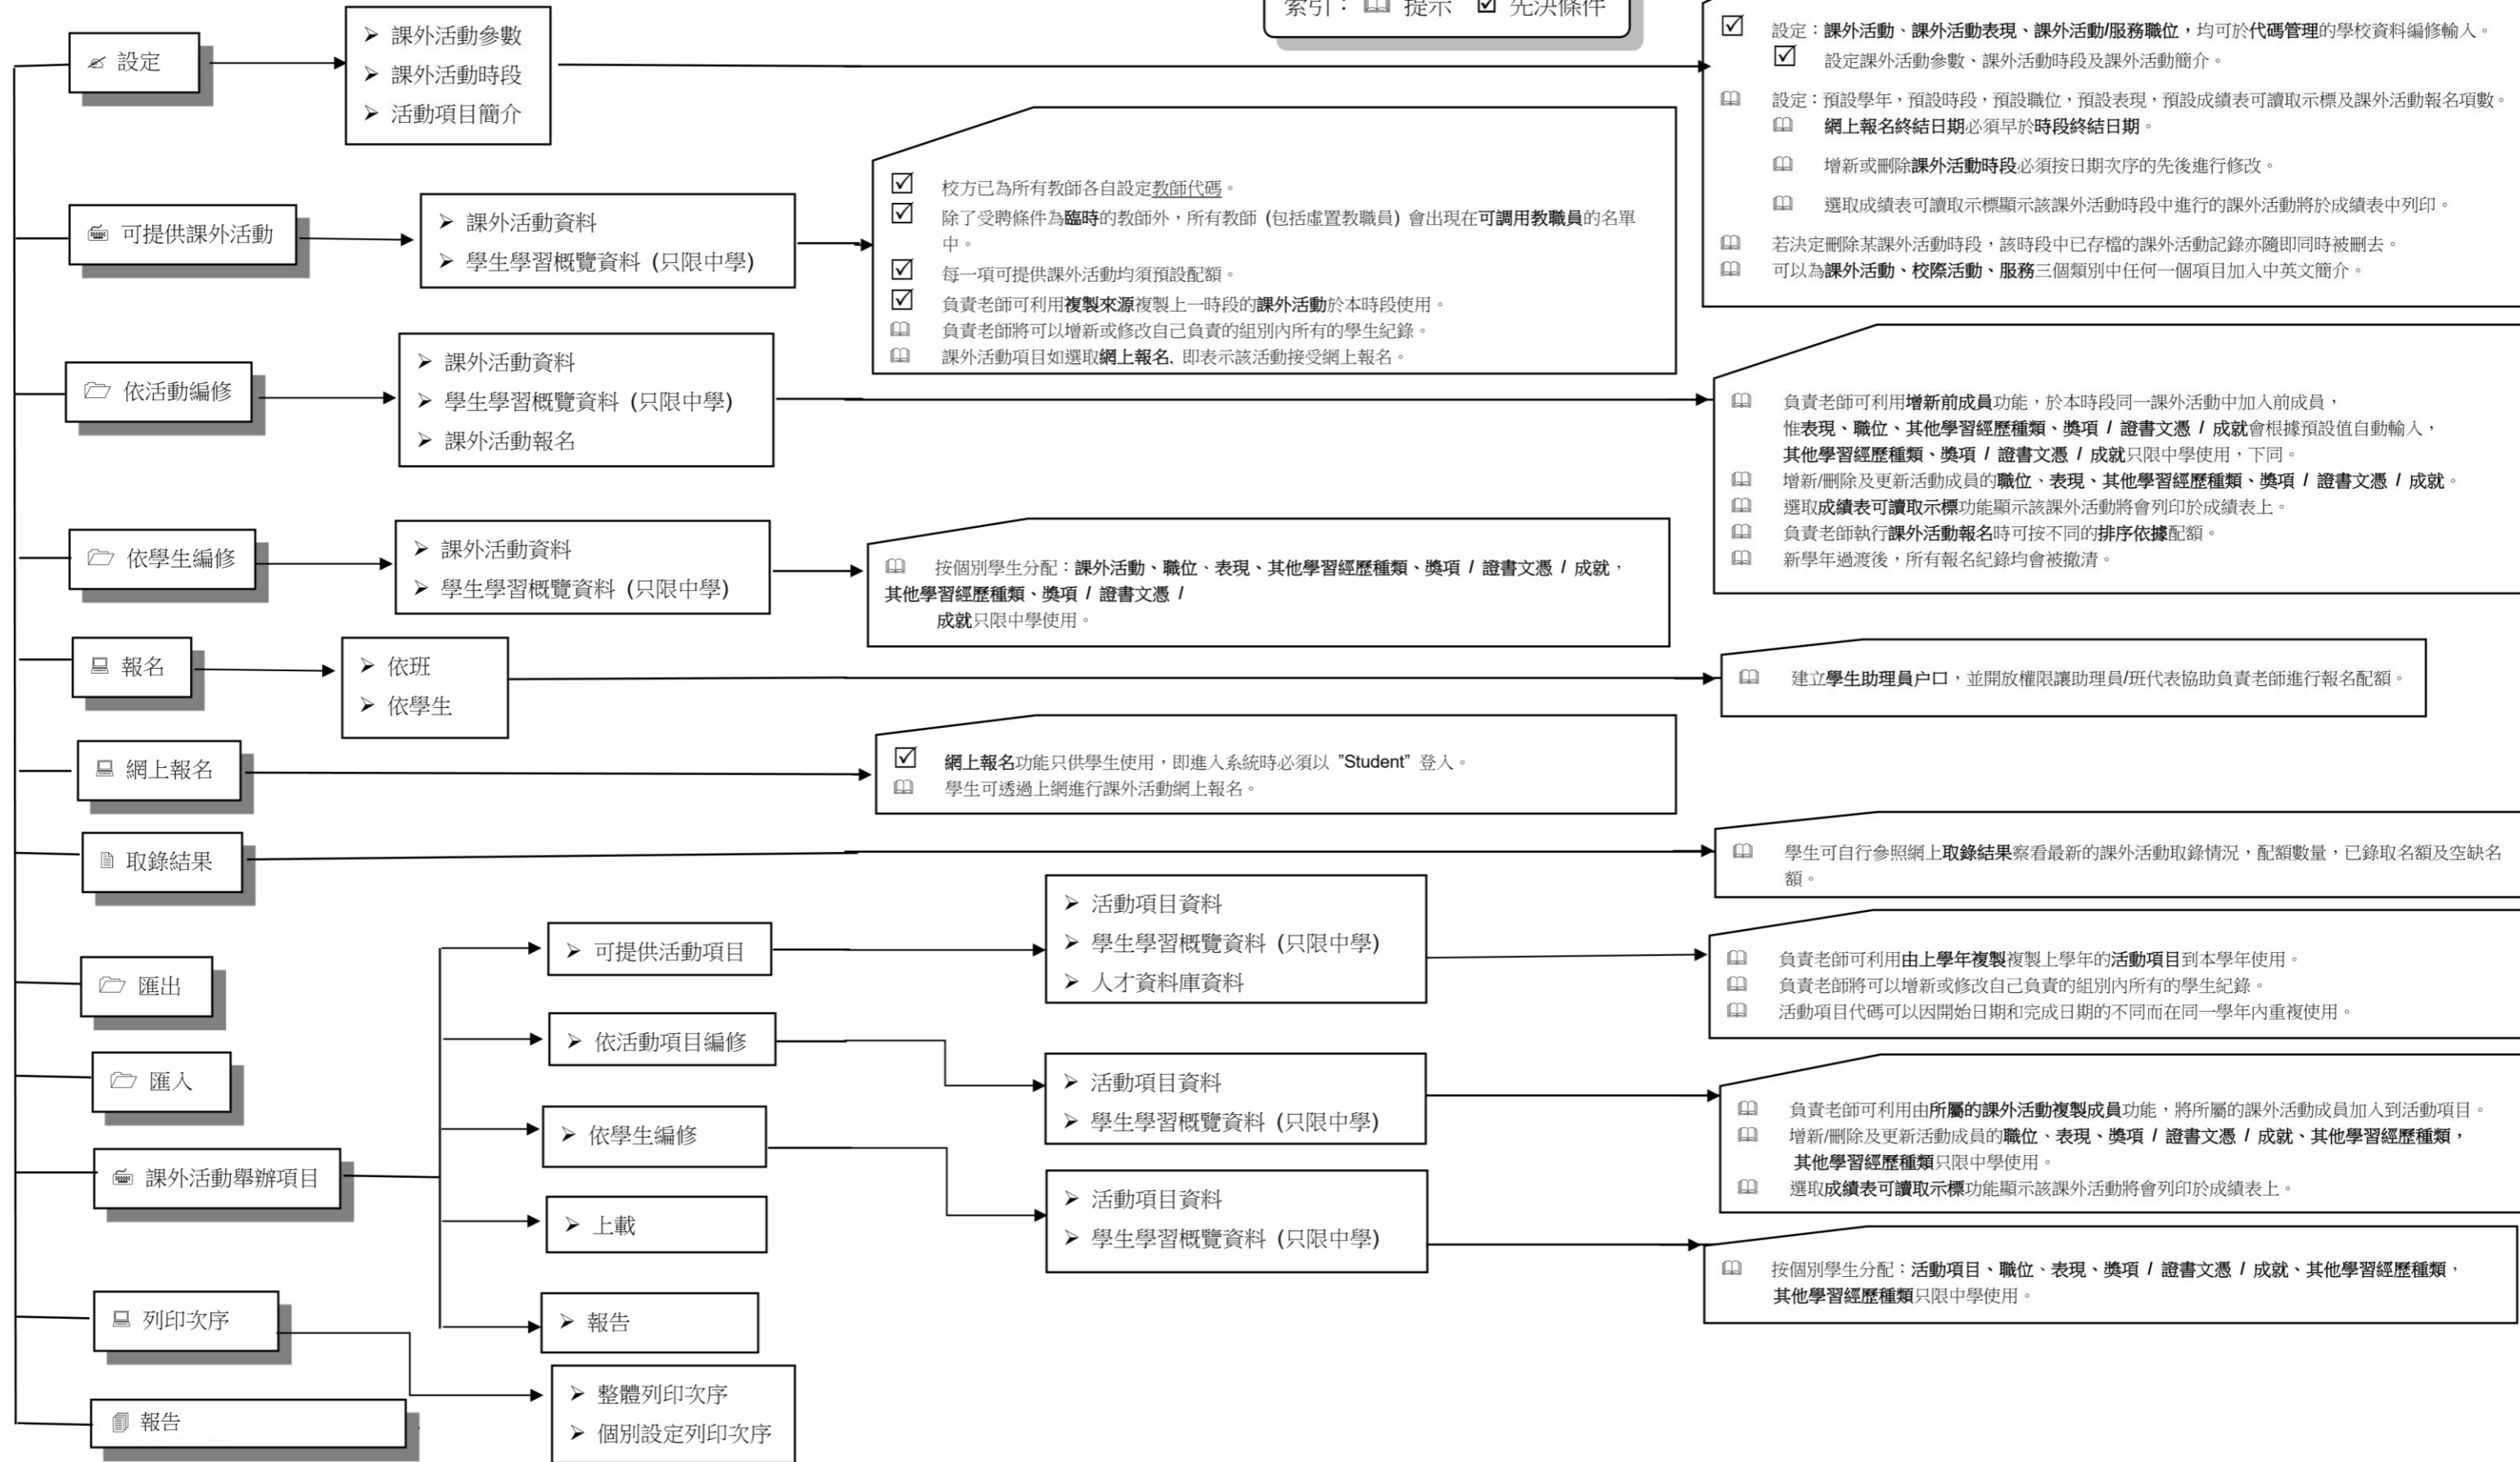 索引： 提示 先決條件
設定
課外活動參數
課外活動時段
活動項目簡介
設定：課外活動、課外活動表現、課外活動/服務職位，均可於代碼管理的學校資料編修輸入。
設定課外活動參數、課外活動時段及課外活動簡介。
設定：預設學年，預設時段，預設職位，預設表現，預設成績表可讀取示標及課外活動報名項數。
網上報名終結日期必須早於時段終結日期。
增新或刪除課外活動時段必須按日期次序的先後進行修改。
選取成績表可讀取示標顯示該課外活動時段中進行的課外活動將於成績表中列印。
若決定刪除某課外活動時段，該時段中已存檔的課外活動記錄亦隨即同時被刪去。
可以為課外活動、校際活動、服務三個類別中任何一個項目加入中英文簡介。
可提供課外活動
課外活動資料
學生學習概覽資料 (只限中學)
校方已為所有教師各自設定教師代碼。
除了受聘條件為臨時的教師外，所有教師 (包括虛置教職員) 會出現在可調用教職員的名單
中。
每一項可提供課外活動均須預設配額。
負責老師可利用複製來源複製上一時段的課外活動於本時段使用。
負責老師將可以增新或修改自己負責的組別內所有的學生紀錄。
課外活動項目如選取網上報名, 即表示該活動接受網上報名。
依活動編修
課外活動資料
學生學習概覽資料 (只限中學)
課外活動報名
負責老師可利用增新前成員功能，於本時段同一課外活動中加入前成員，
惟表現、職位、其他學習經歷種類、獎項 / 證書文憑 / 成就會根據預設值自動輸入，
其他學習經歷種類、獎項 / 證書文憑 / 成就只限中學使用，下同。
增新/刪除及更新活動成員的職位、表現、其他學習經歷種類、獎項 / 證書文憑 / 成就。
選取成績表可讀取示標功能顯示該課外活動將會列印於成績表上。
負責老師執行課外活動報名時可按不同的排序依據配額。
新學年過渡後，所有報名紀錄均會被撤清。
依學生編修
課外活動資料
學生學習概覽資料 (只限中學)
按個別學生分配：課外活動、職位、表現、其他學習經歷種類、獎項 / 證書文憑 / 成就，
其他學習經歷種類、獎項 / 證書文憑 /
成就只限中學使用。
報名
依班
依學生
建立學生助理員户口，並開放權限讓助理員/班代表協助負責老師進行報名配額。
網上報名
網上報名功能只供學生使用，即進入系統時必須以 ”Student” 登入。
學生可透過上網進行課外活動網上報名。
取錄結果
學生可自行參照網上取錄結果察看最新的課外活動取錄情況，配額數量，已錄取名額及空缺名
額。
匯出
匯入
課外活動舉辦項目
可提供活動項目
活動項目資料
學生學習概覽資料 (只限中學)
人才資料庫資料
負責老師可利用由上學年複製複製上學年的活動項目到本學年使用。
負責老師將可以增新或修改自己負責的組別內所有的學生紀錄。
活動項目代碼可以因開始日期和完成日期的不同而在同一學年內重複使用。
依活動項目編修
活動項目資料
學生學習概覽資料 (只限中學)
負責老師可利用由所屬的課外活動複製成員功能，將所屬的課外活動成員加入到活動項目。
增新/刪除及更新活動成員的職位、表現、獎項 / 證書文憑 / 成就、其他學習經歷種類，
其他學習經歷種類只限中學使用。
選取成績表可讀取示標功能顯示該課外活動將會列印於成績表上。
依學生編修
活動項目資料
學生學習概覽資料 (只限中學)
按個別學生分配：活動項目、職位、表現、獎項 / 證書文憑 / 成就、其他學習經歷種類，
其他學習經歷種類只限中學使用。
上載
報告
列印次序
整體列印次序
個別設定列印次序
報告